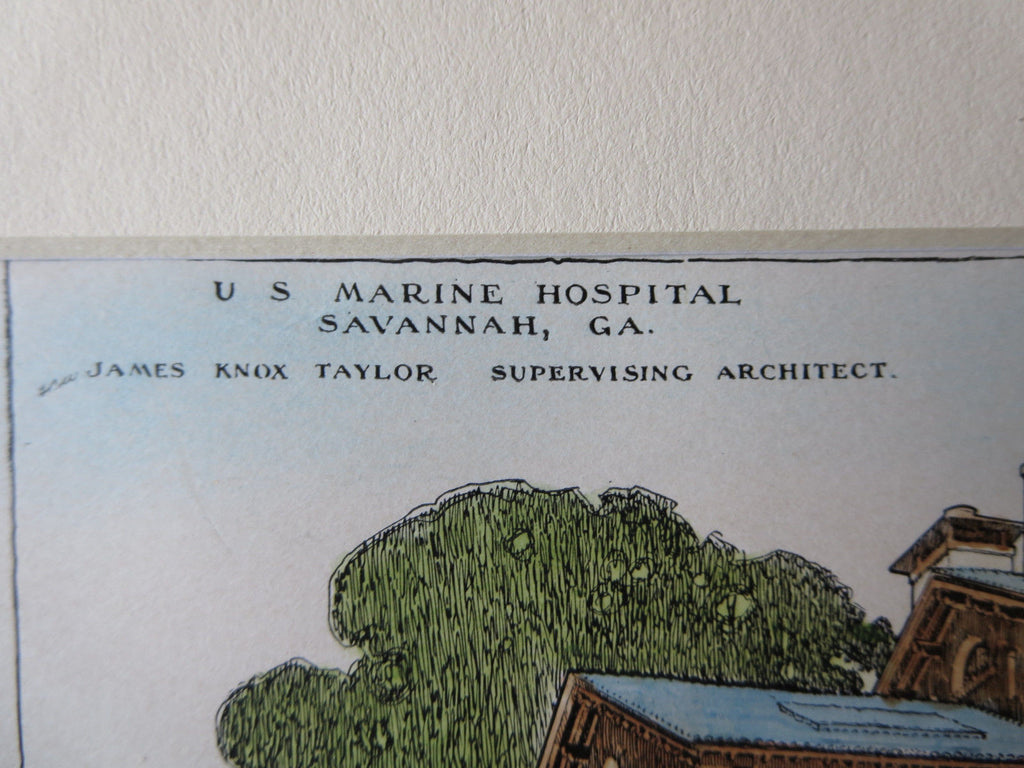 U S MARINE HOSPITAL
SAVANNAH, GA.
JAMES KNOX TAYLOR SUPERVISING ARCHITECT.